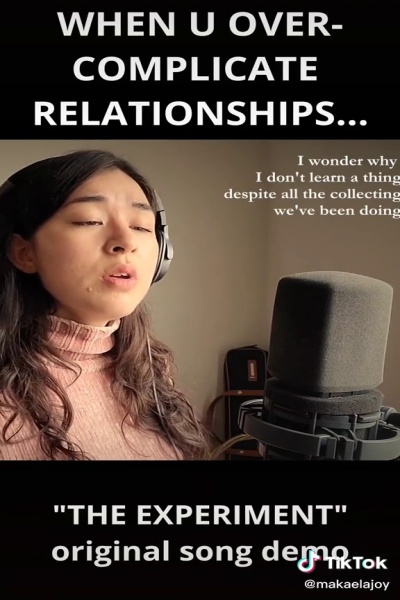 WHEN U OVER-
COMPLICATE
RELATIONSHIPS...
I wonder why
I don't learn a thing
despite all the collecting
we've been doing
"THE EXPERIMENT"
original song demo
TikTok
@makaelajoy